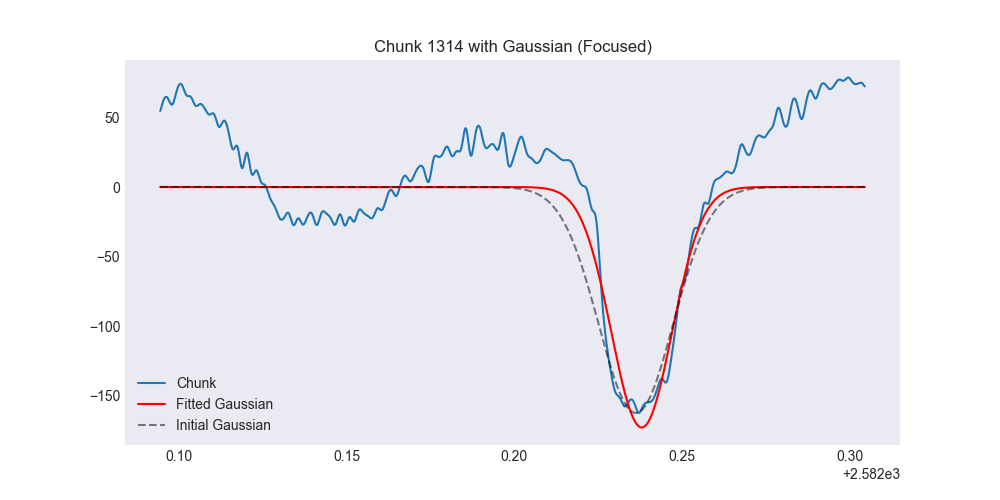 Chunk 1314 with Gaussian (Focused)
50
0
−50
−100
−150
Chunk
Fitted Gaussian
Initial Gaussian
0.10 0.15 0.20 0.25 0.30
+2.582e3